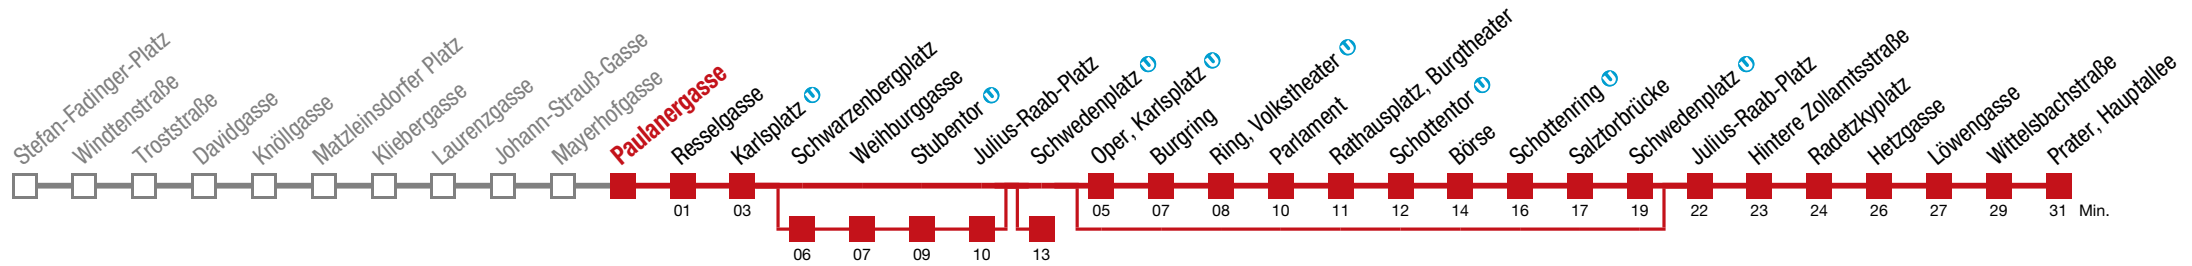 Stefan-Fadinger-Platz
Windtenstraße
Troststraße
Davidgasse
Knöllgasse
Matzleinsdorfer Platz
Kliebergasse
Laurenzgasse
Johann-Strauß-Gasse
Mayerhofgasse
Paulanergasse
Resselgasse
Karlsplatz U
Schwarzenbergplatz
Weihburggasse
Stubentor U
Julius-Raab-Platz
Schwedenplatz U
Oper, Karlsplatz U
Burgring
Ring, Volkstheater U
Parlament
Rathausplatz, Burgtheater
Schottentor U
Börse
Schottenring U
Salztorbrücke
Schwedenplatz U
Julius-Raab-Platz
Hintere Zollamtsstraße
Radetzkyplatz
Hetzgasse
Löwengasse
Wittelsbachstraße
Prater, Hauptallee
01 03 05 07 08 10 11 12 14 16 17 19 22 23 24 26 27 29 31 Min.
06 07 09 10 13